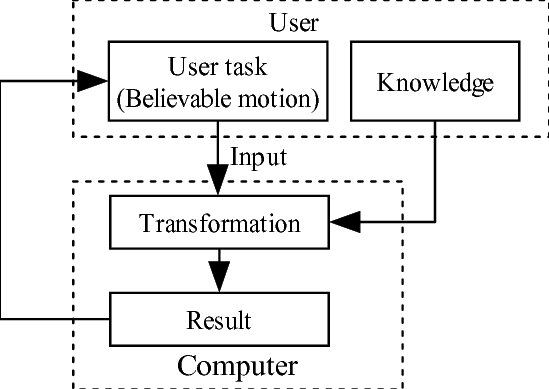 User
User task
(Believable motion)
Knowledge
Input
Transformation
Result
Computer